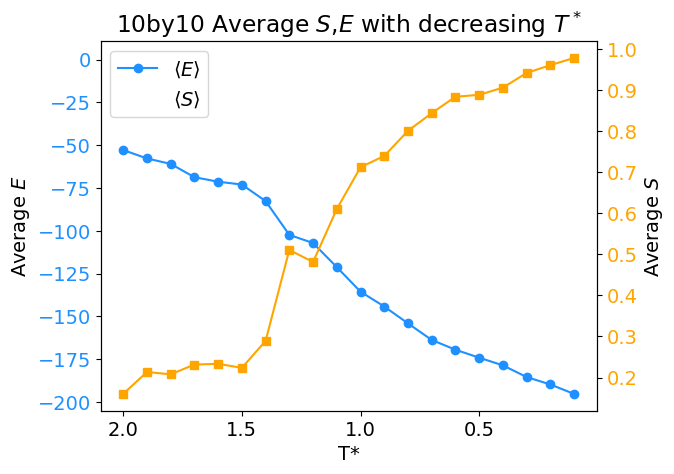 10by10 Average S,E with decreasing T*
⟨E⟩
⟨S⟩
Average E
0
−25
−50
−75
−100
−125
−150
−175
−200
1.0
0.9
0.8
0.7
0.6
0.5
0.4
0.3
0.2
Average S
2.0 1.5 1.0 0.5
T*